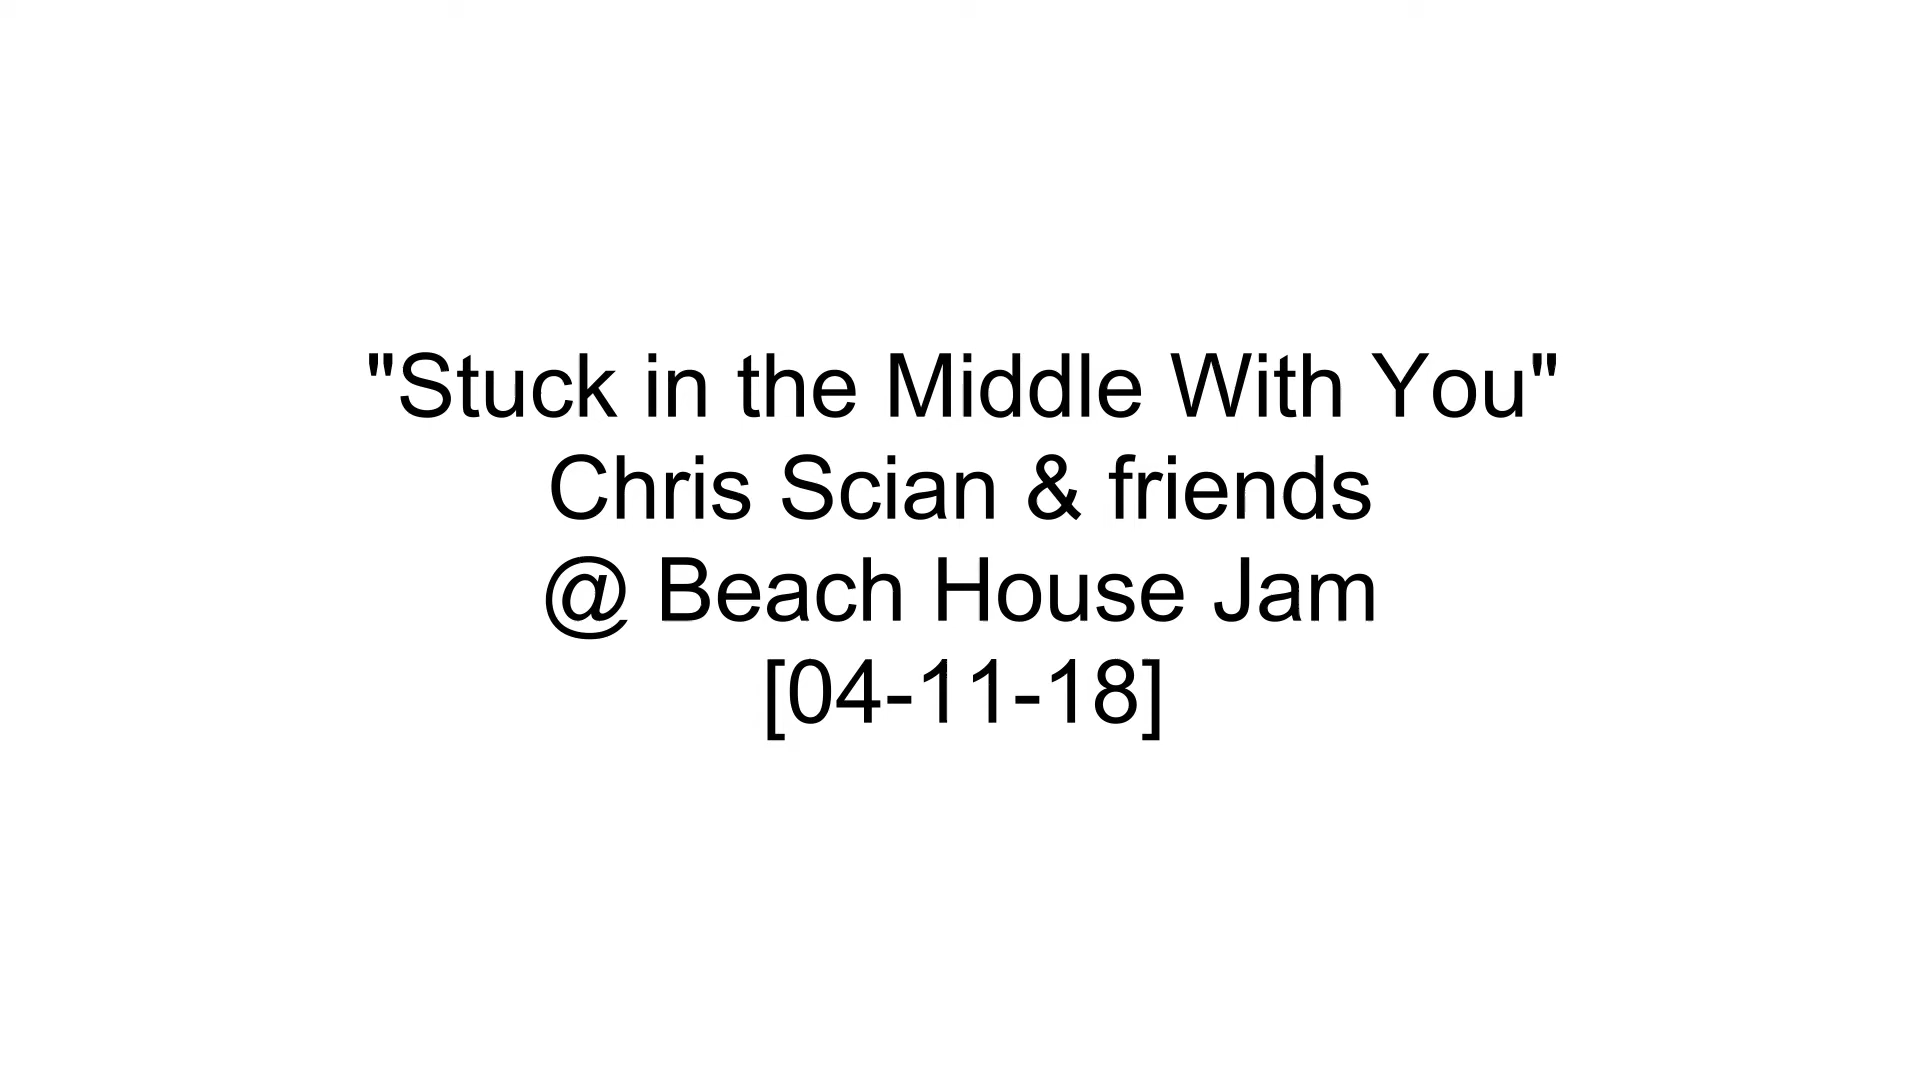 "Stuck in the Middle With You"
Chris Scian & friends
@ Beach House Jam
[04-11-18]